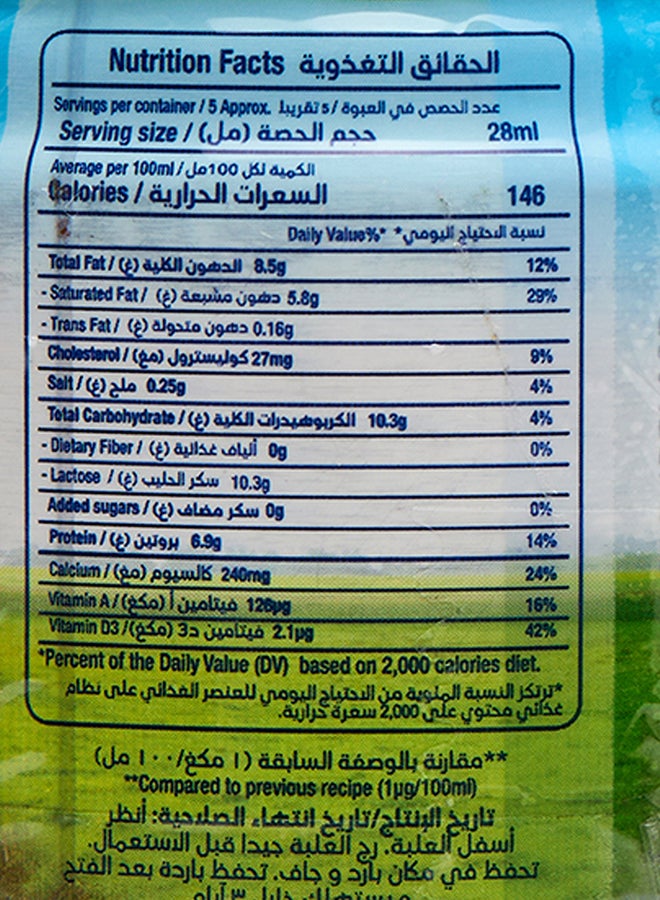 Nutrition Facts الحقائق التغذوية
Servings per container / 5 Approx. عدد الحصص في العبوة / 5 تقريبا
Serving size / حجم الحصة (مل) 28ml
Average per 100ml / الكمية لكل 100مل
Calories / السعرات الحرارية 146
Daily Value%* *نسبة الاحتياج اليومي
Total Fat / الدهون الكلية (غ) 8.5g 12%
- Saturated Fat / دهون مشبعة (غ) 5.8g 29%
- Trans Fat / دهون متحولة (غ) 0.16g
Cholesterol / كوليسترول (مغ) 27mg 9%
Salt / ملح (غ) 0.25g 4%
Total Carbohydrate / الكربوهيدرات الكلية (غ) 10.3g 4%
- Dietary Fiber / ألياف غذائية (غ) 0g 0%
- Lactose / سكر الحليب (غ) 10.3g
Added sugars / سكر مضاف (غ) 0g 0%
Protein / بروتين (غ) 6.9g 14%
Calcium / كالسيوم (مغ) 240mg 24%
Vitamin A / فيتامين أ (مكغ) 126µg 16%
Vitamin D3 / فيتامين د3 (مكغ) 2.1µg 42%
*Percent of the Daily Value (DV) based on 2,000 calories diet.
*ترتكز النسبة المئوية من الاحتياج اليومي للعنصر الغذائي على نظام
غذائي محتوي على 2,000 سعرة حرارية.
**مقارنة بالوصفة السابقة (١ مكغ/١٠٠ مل)
**Compared to previous recipe (1µg/100ml)
تاريخ الإنتاج/تاريخ انتهاء الصلاحية: أنظر
أسفل العلبة. رج العلبة جيدا قبل الاستعمال.
تحفظ في مكان بارد و جاف. تحفظ باردة بعد الفتح
و تستهلك خلال ٣ أيام